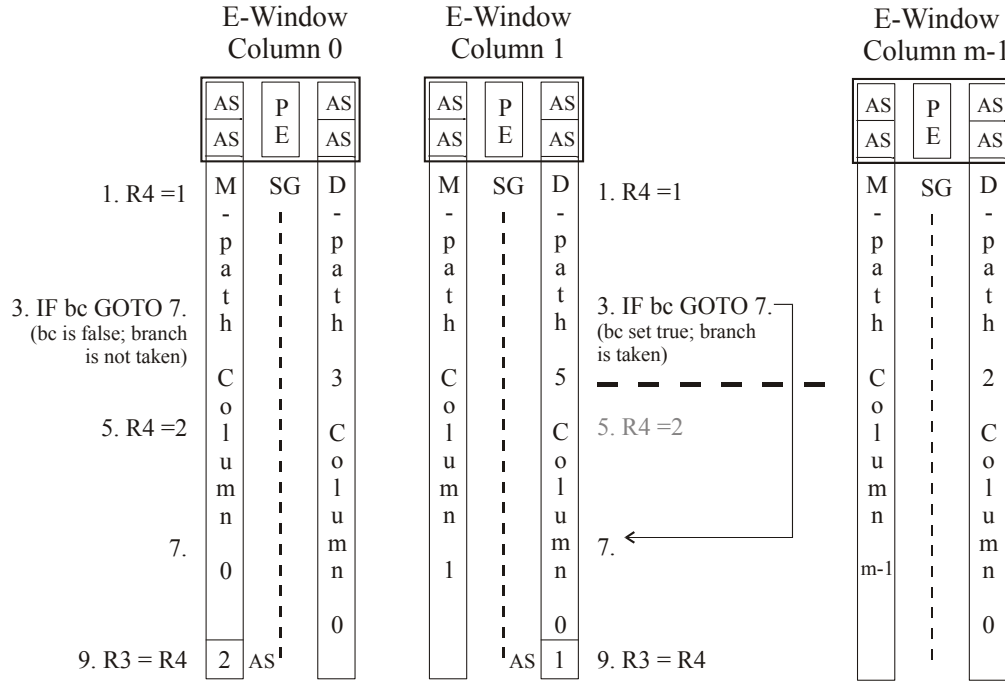 E-Window
Column 0
AS
AS
PE
AS
AS
M-path Column 0
SG
D-path 3 Column 0
1. R4 =1
3. IF bc GOTO 7.
(bc is false; branch
is not taken)
5. R4 =2
7.
9. R3 = R4
2
AS
E-Window
Column 1
AS
AS
PE
AS
AS
M-path Column 1
SG
D-path 5 Column 0
1. R4 =1
3. IF bc GOTO 7.
(bc set true; branch
is taken)
5. R4 =2
7.
AS
1
9. R3 = R4
E-Window
Column m-1
AS
AS
PE
AS
AS
M-path Column m-1
SG
D-path 2 Column 0